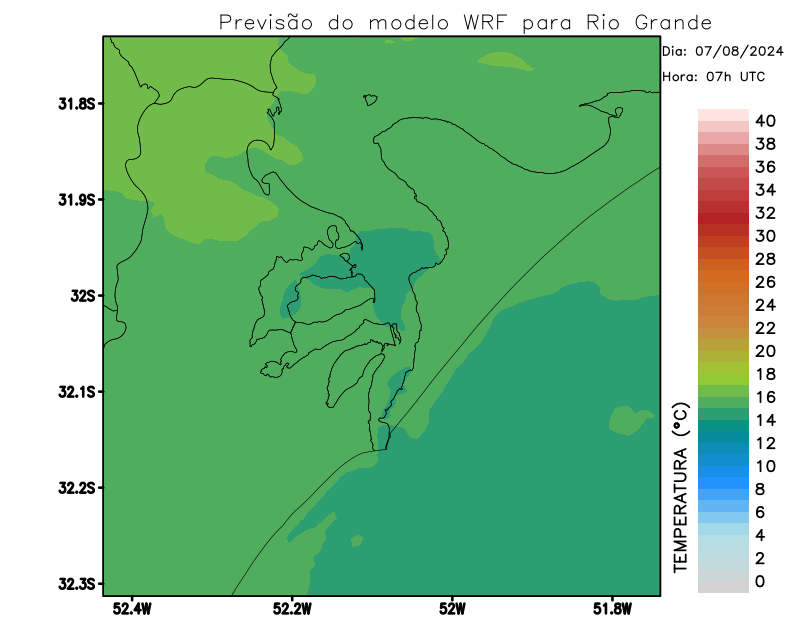 Previsão do modelo WRF para Rio Grande
Dia: 07/08/2024
Hora: 07h UTC
31.8S
31.9S
32S
32.1S
32.2S
32.3S
52.4W
52.2W
52W
51.8W
TEMPERATURA (°C)
40
38
36
34
32
30
28
26
24
22
20
18
16
14
12
10
8
6
4
2
0